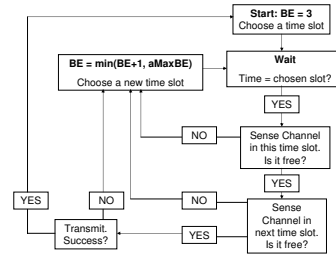 Start: BE = 3
Choose a time slot
BE = min(BE+1, aMaxBE)
Choose a new time slot
Wait
Time = chosen slot?
YES
NO
Sense Channel
in this time slot.
Is it free?
YES
YES
NO
NO
Sense
Channel in
next time slot.
Is it free?
Transmit.
Success?
YES